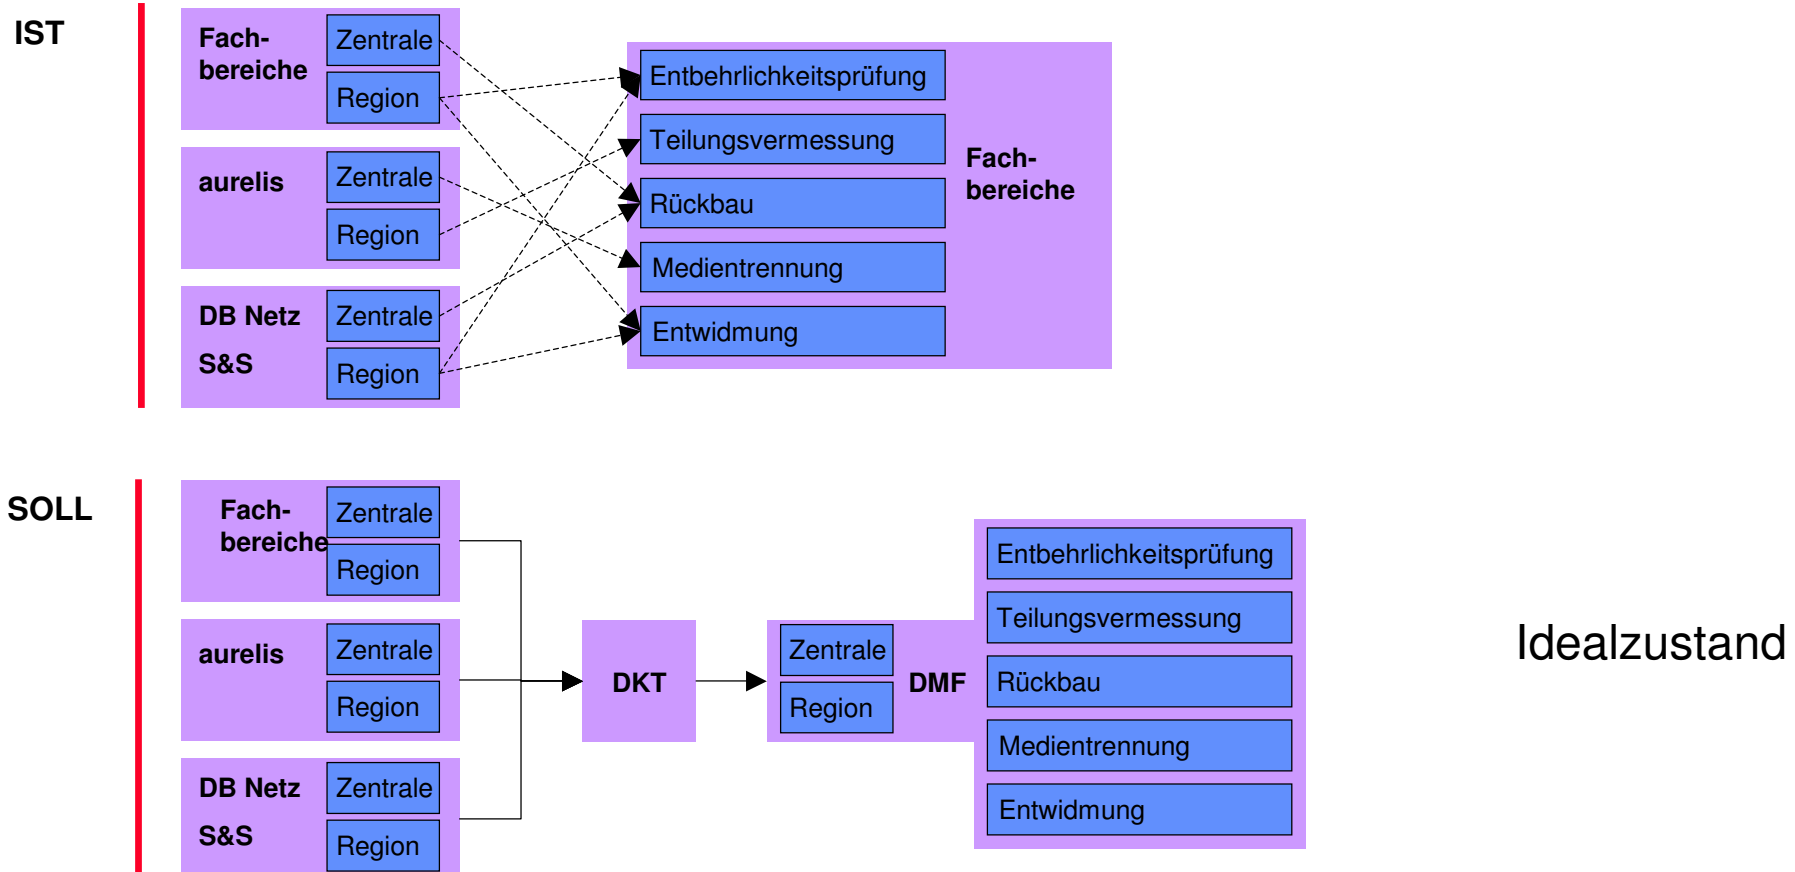 IST
Fach-
bereiche
Zentrale
Region
aurelis
Zentrale
Region
DB Netz
S&S
Zentrale
Region
Entbehrlichkeitsprüfung
Teilungsvermessung
Rückbau
Medientrennung
Entwidmung
Fach-
bereiche
SOLL
Fach-
bereiche
Zentrale
Region
aurelis
Zentrale
Region
DB Netz
S&S
Zentrale
Region
DKT
Zentrale
Region
DMF
Entbehrlichkeitsprüfung
Teilungsvermessung
Rückbau
Medientrennung
Entwidmung
Idealzustand